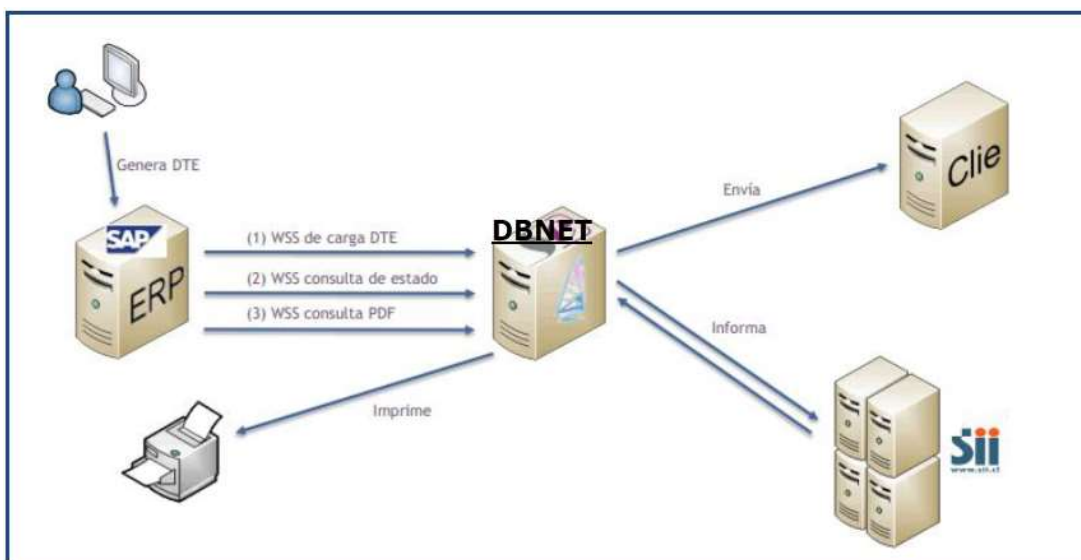 Genera DTE
SAP
ERP
(1) WSS de carga DTE
(2) WSS consulta de estado
(3) WSS consulta PDF
DBNET
Envía
Clie
Informa
Imprime
Sii
www.sii.cl